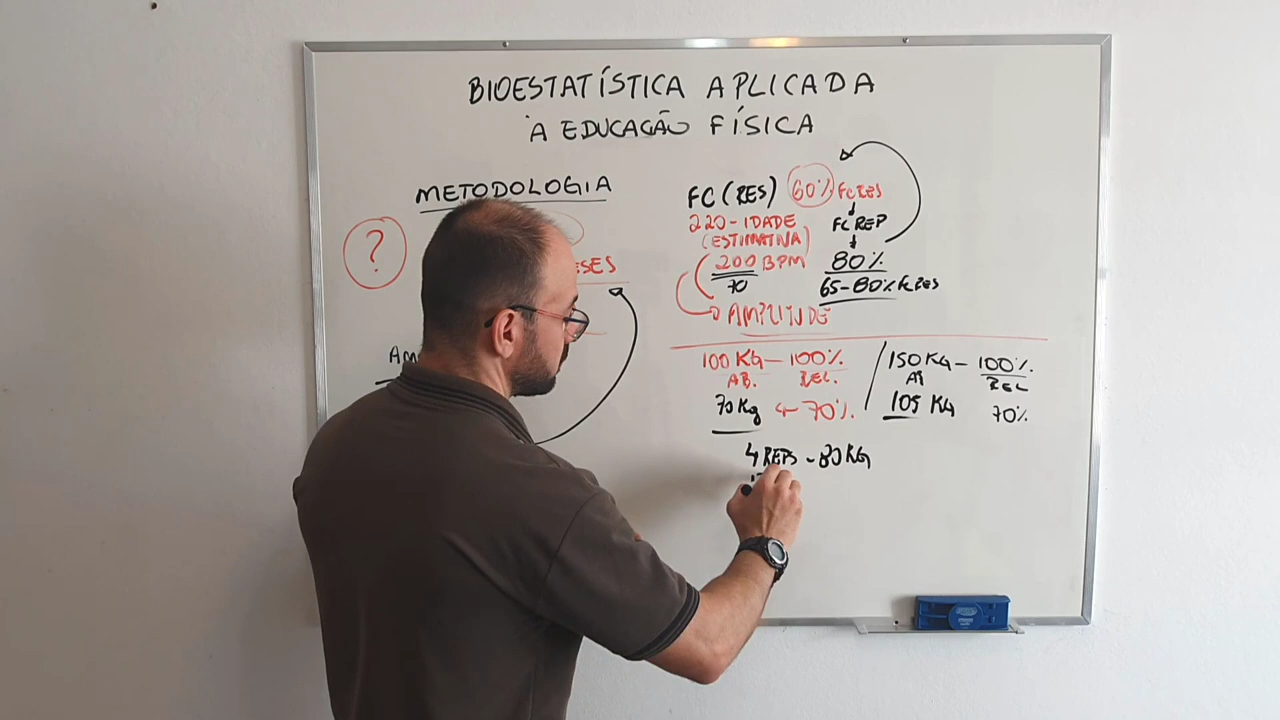 BIOESTATÍSTICA APLICADA
À EDUCAÇÃO FÍSICA
METODOLOGIA
?
FC (RES) 60% FCRES
220-IDADE
(ESTIMATIVA)
200 BPM
70
AMPLITUDE
FC REP
80%
65-80% FCRES
100 KG - 100%
AB. REL.
70 Kg 70%.
150 KG - 100%.
AB REL
105 KG 70%
4 REPS - 80 KG